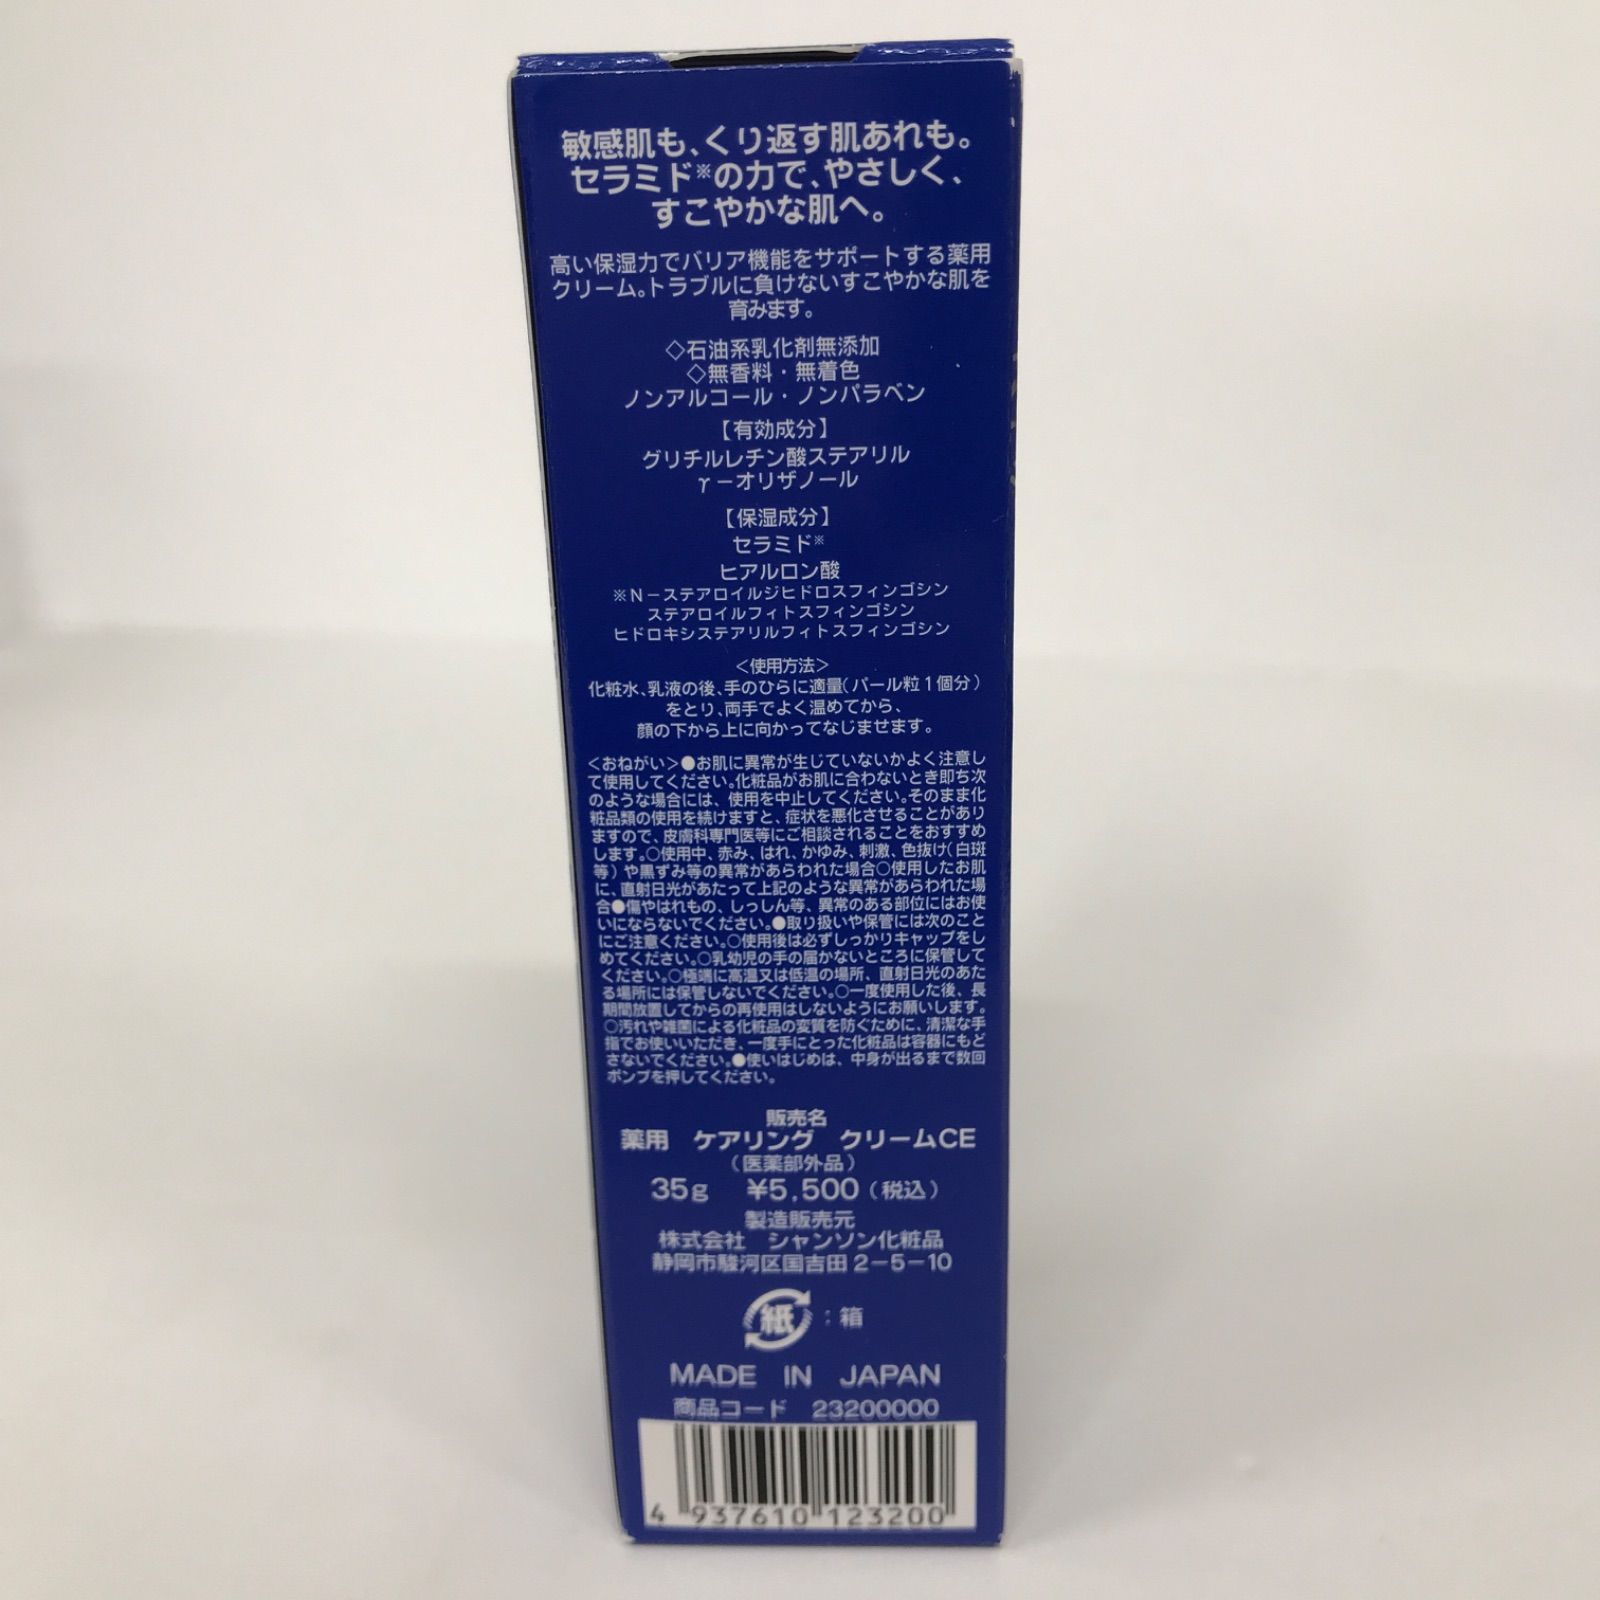 敏感肌も、くり返す肌あれも。
セラミド※の力で、やさしく、
すこやかな肌へ。
高い保湿力でバリア機能をサポートする薬用
クリーム。トラブルに負けないすこやかな肌を
育みます。
◇石油系乳化剤無添加
◇無香料・無着色
ノンアルコール・ノンパラベン
【有効成分】
グリチルレチン酸ステアリル
γ−オリザノール
【保湿成分】
セラミド※
ヒアルロン酸
※N−ステアロイルジヒドロスフィンゴシン
ステアロイルフィトスフィンゴシン
ヒドロキシステアリルフィトスフィンゴシン
<使用方法>
化粧水、乳液の後、手のひらに適量(パール粒1個分)
をとり、両手でよく温めてから、
顔の下から上に向かってなじませます。
<おねがい>●お肌に異常が生じていないかよく注意し
て使用してください。化粧品がお肌に合わないとき即ち次
のような場合には、使用を中止してください。そのまま化
粧品類の使用を続けますと、症状を悪化させることがあり
ますので、皮膚科専門医等にご相談されることをおすすめ
します。○使用中、赤み、はれ、かゆみ、刺激、色抜け(白斑
等)や黒ずみ等の異常があらわれた場合○使用したお肌
に、直射日光があたって上記のような異常があらわれた場
合●傷やはれもの、しっしん等、異常のある部位にはお使
いにならないでください。●取り扱いや保管には次のこと
にご注意ください。○使用後は必ずしっかりキャップをし
めてください。○乳幼児の手の届かないところに保管して
ください。○極端に高温又は低温の場所、直射日光のあた
る場所には保管しないでください。○一度使用した後、長
期間放置してからの再使用はしないようにお願いします。
○汚れや雑菌による化粧品の変質を防ぐために、清潔な手
指でお使いいただき、一度手にとった化粧品は容器にもど
さないでください。●使いはじめは、中身が出るまで数回
ポンプを押してください。
販売名
薬用 ケアリング クリームCE
(医薬部外品)
35g ¥5,500(税込)
製造販売元
株式会社 シャンソン化粧品
静岡市駿河区国吉田2−5−10
紙:箱
MADE IN JAPAN
商品コード 23200000
4 937610 123200